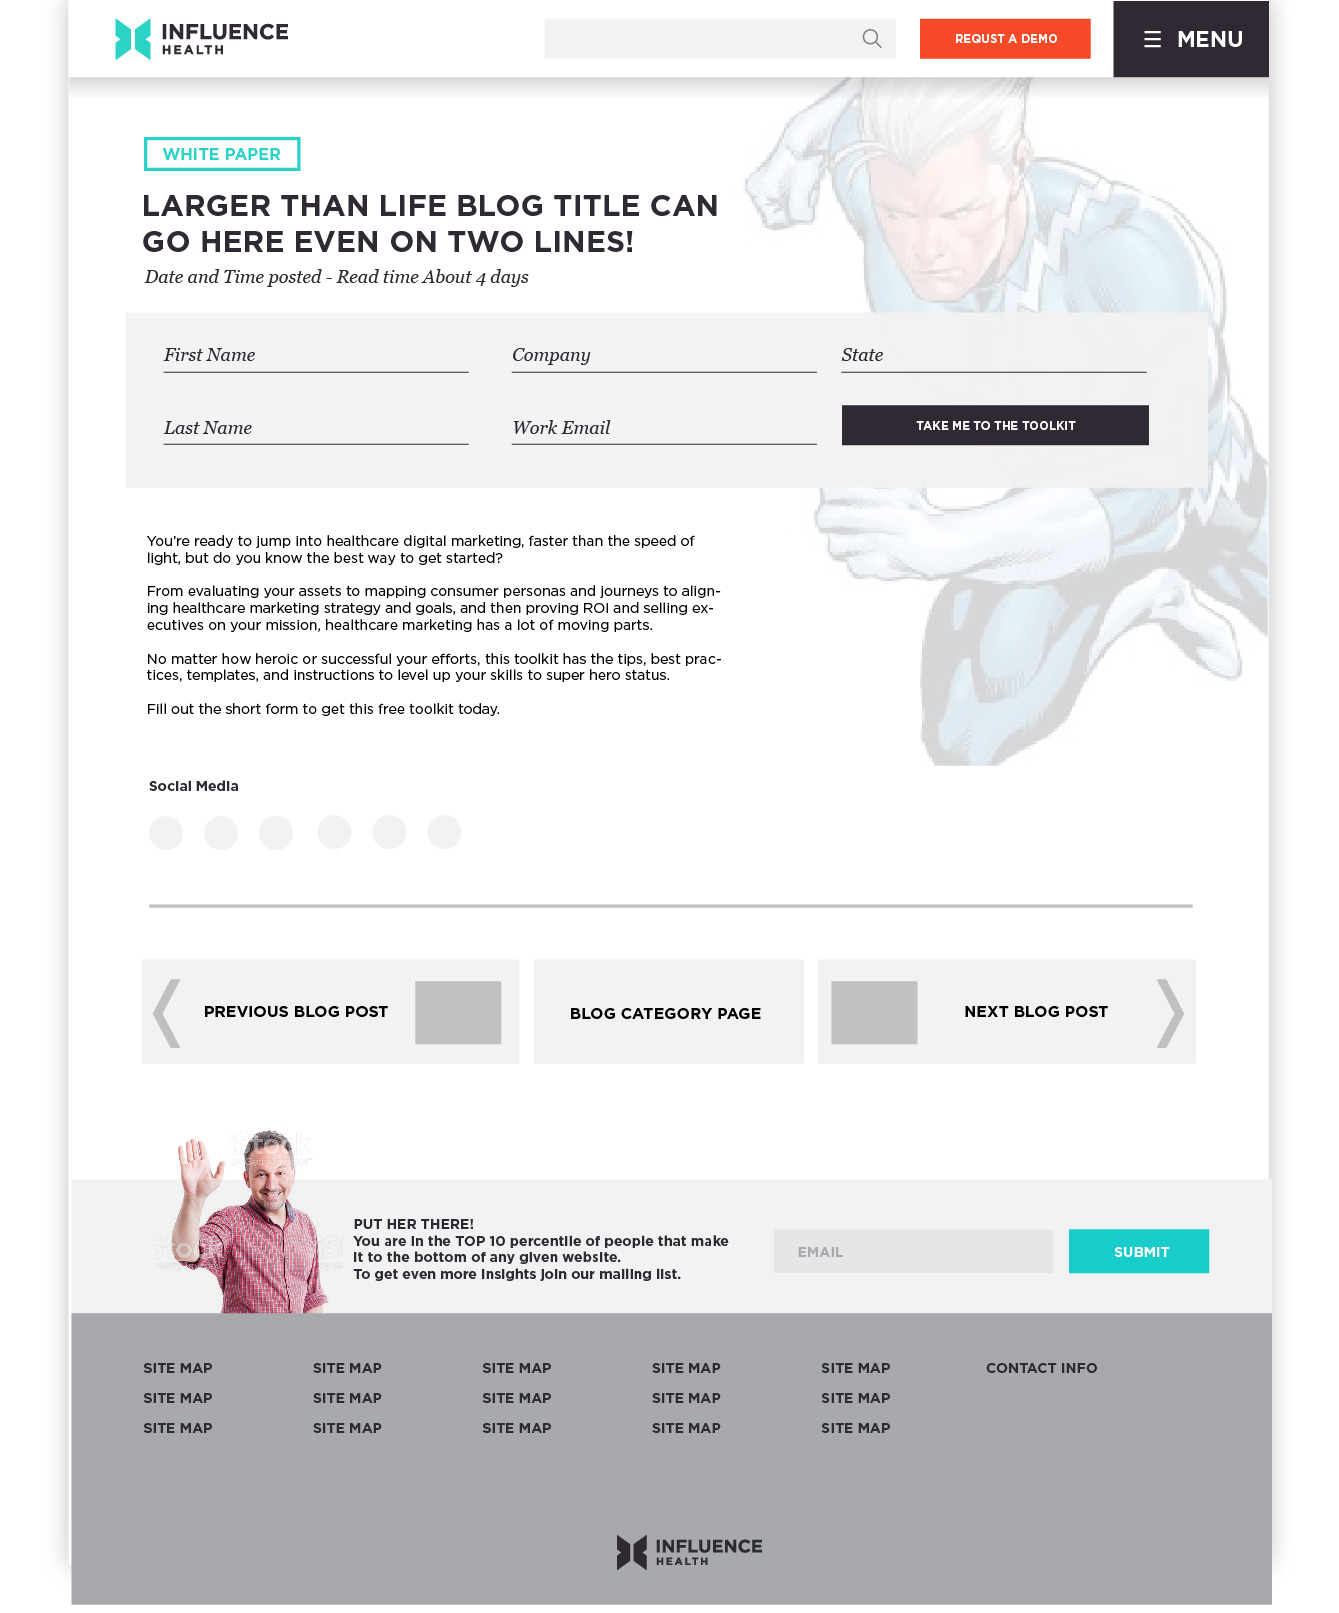 INFLUENCE
HEALTH
REQUST A DEMO
MENU
WHITE PAPER
LARGER THAN LIFE BLOG TITLE CAN
GO HERE EVEN ON TWO LINES!
Date and Time posted - Read time About 4 days
First Name
Company
State
Last Name
Work Email
TAKE ME TO THE TOOLKIT
You're ready to jump into healthcare digital marketing, faster than the speed of
light, but do you know the best way to get started?
From evaluating your assets to mapping consumer personas and journeys to align-
ing healthcare marketing strategy and goals, and then proving ROI and selling ex-
ecutives on your mission, healthcare marketing has a lot of moving parts.
No matter how heroic or successful your efforts, this toolkit has the tips, best prac-
tices, templates, and instructions to level up your skills to super hero status.
Fill out the short form to get this free toolkit today.
Social Media
PREVIOUS BLOG POST
BLOG CATEGORY PAGE
NEXT BLOG POST
iStock
PUT HER THERE!
You are in the TOP 10 percentile of people that make
it to the bottom of any given website.
To get even more insights join our mailing list.
EMAIL
SUBMIT
SITE MAP SITE MAP SITE MAP SITE MAP SITE MAP CONTACT INFO
SITE MAP SITE MAP SITE MAP SITE MAP SITE MAP
SITE MAP SITE MAP SITE MAP SITE MAP SITE MAP
INFLUENCE
HEALTH